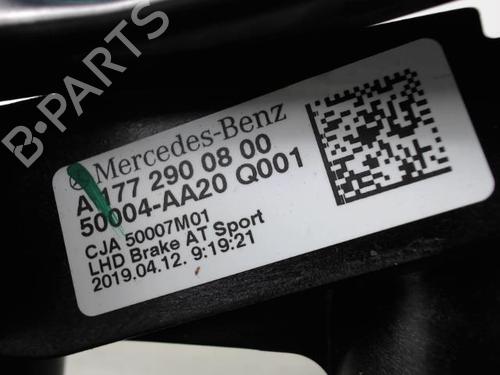 B-PARTS
Mercedes-Benz
A 177 290 08 00
50004-AA20 Q001
CJA 50007M01
LHD Brake AT Sport
2019.04.12. 9:19:21